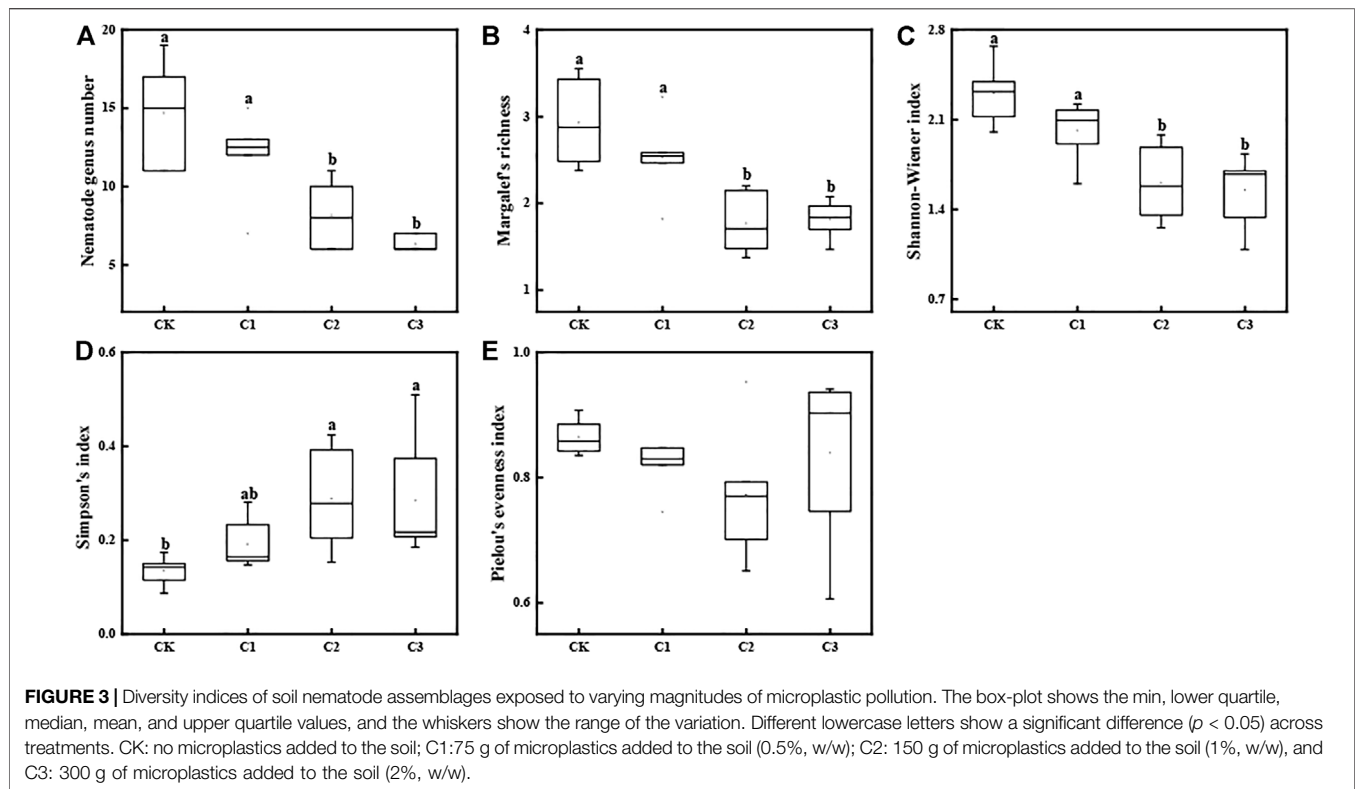 A
Nematode genus number
20
15
10
5
a
a
b
b
CK
C1
C2
C3
B
Margalef's richness
4
3
2
1
a
a
b
b
CK
C1
C2
C3
C
Shannon-Wiener index
2.8
2.1
1.4
0.7
a
a
b
b
CK
C1
C2
C3
D
Simpson's index
0.6
0.4
0.2
0.0
b
ab
a
a
CK
C1
C2
C3
E
Pielou's evenness index
1.0
0.8
0.6
CK
C1
C2
C3
FIGURE 3 | Diversity indices of soil nematode assemblages exposed to varying magnitudes of microplastic pollution. The box-plot shows the min, lower quartile,
median, mean, and upper quartile values, and the whiskers show the range of the variation. Different lowercase letters show a significant difference (p < 0.05) across
treatments. CK: no microplastics added to the soil; C1:75 g of microplastics added to the soil (0.5%, w/w); C2: 150 g of microplastics added to the soil (1%, w/w), and
C3: 300 g of microplastics added to the soil (2%, w/w).